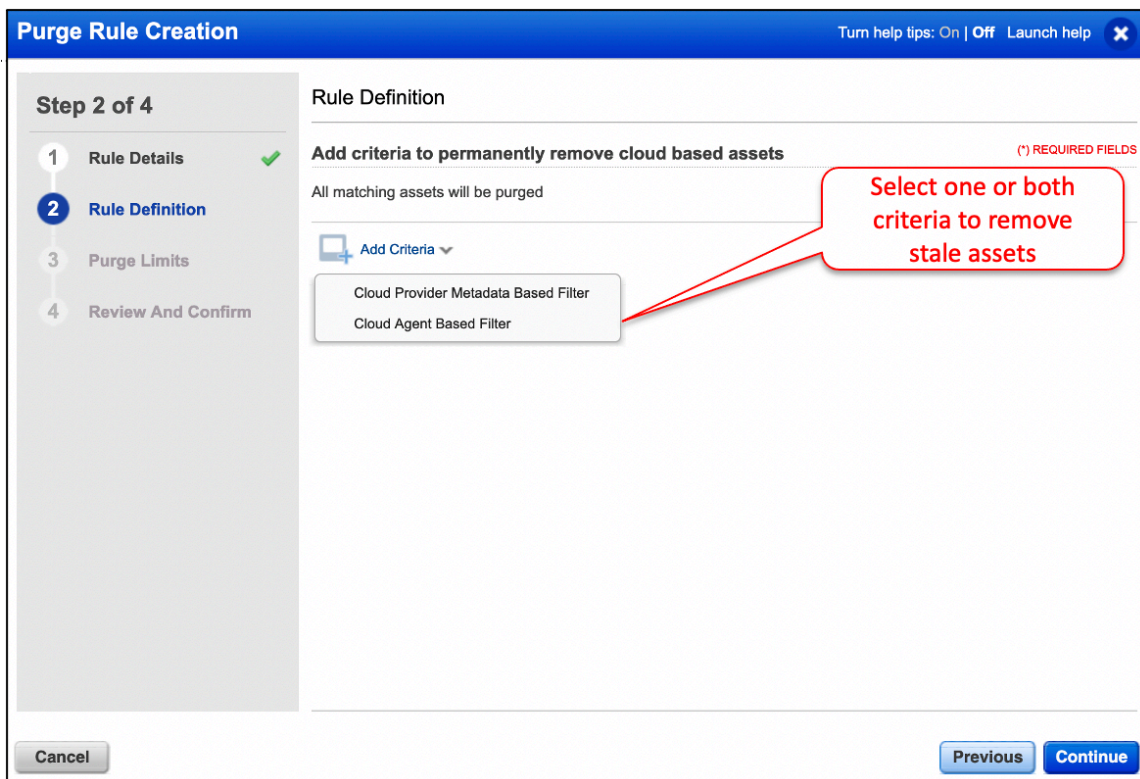 Purge Rule Creation
Turn help tips: On | Off Launch help
Step 2 of 4
1 Rule Details
2 Rule Definition
3 Purge Limits
4 Review And Confirm
Rule Definition
Add criteria to permanently remove cloud based assets
(*) REQUIRED FIELDS
All matching assets will be purged
Add Criteria
Cloud Provider Metadata Based Filter
Cloud Agent Based Filter
Select one or both
criteria to remove
stale assets
Cancel
Previous
Continue